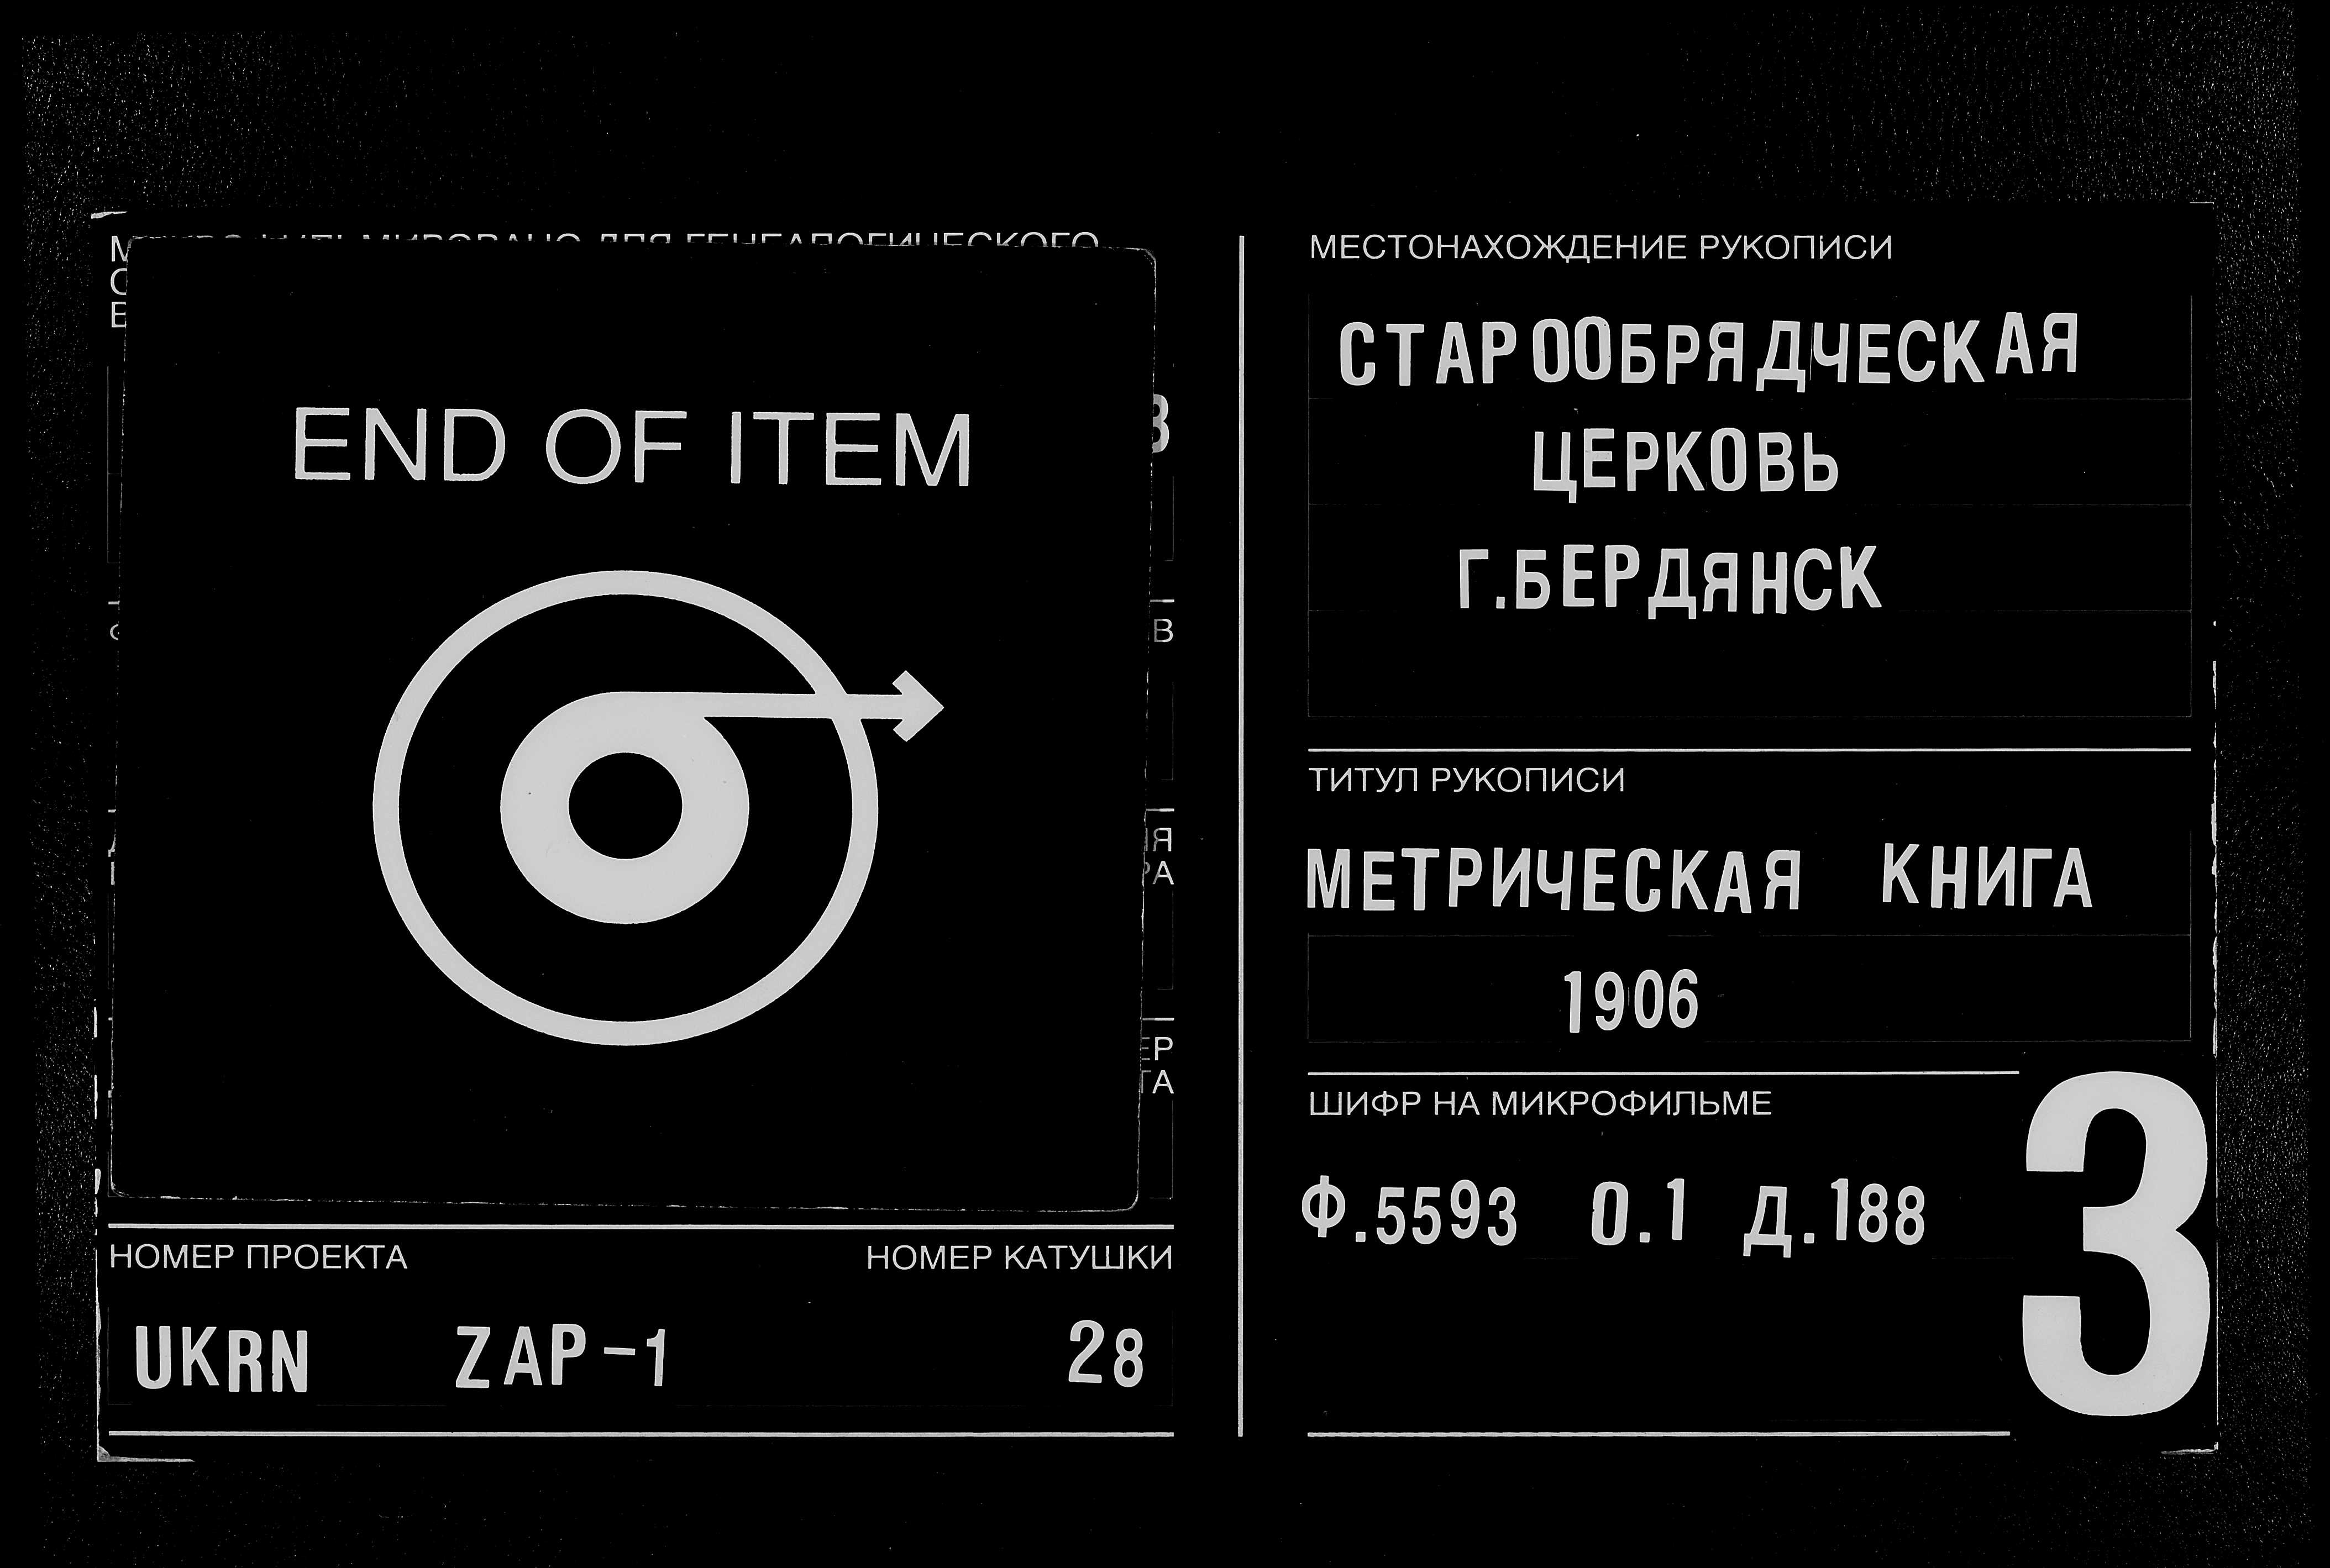 END OF ITEM
НОМЕР ПРОЕКТА НОМЕР КАТУШКИ
UKRN ZAP-1 28
МЕСТОНАХОЖДЕНИЕ РУКОПИСИ
СТАРООБРЯДЧЕСКАЯ
ЦЕРКОВЬ
Г.БЕРДЯНСК
ТИТУЛ РУКОПИСИ
МЕТРИЧЕСКАЯ КНИГА
1906
ШИФР НА МИКРОФИЛЬМЕ
Ф.5593 О.1 Д.188
3